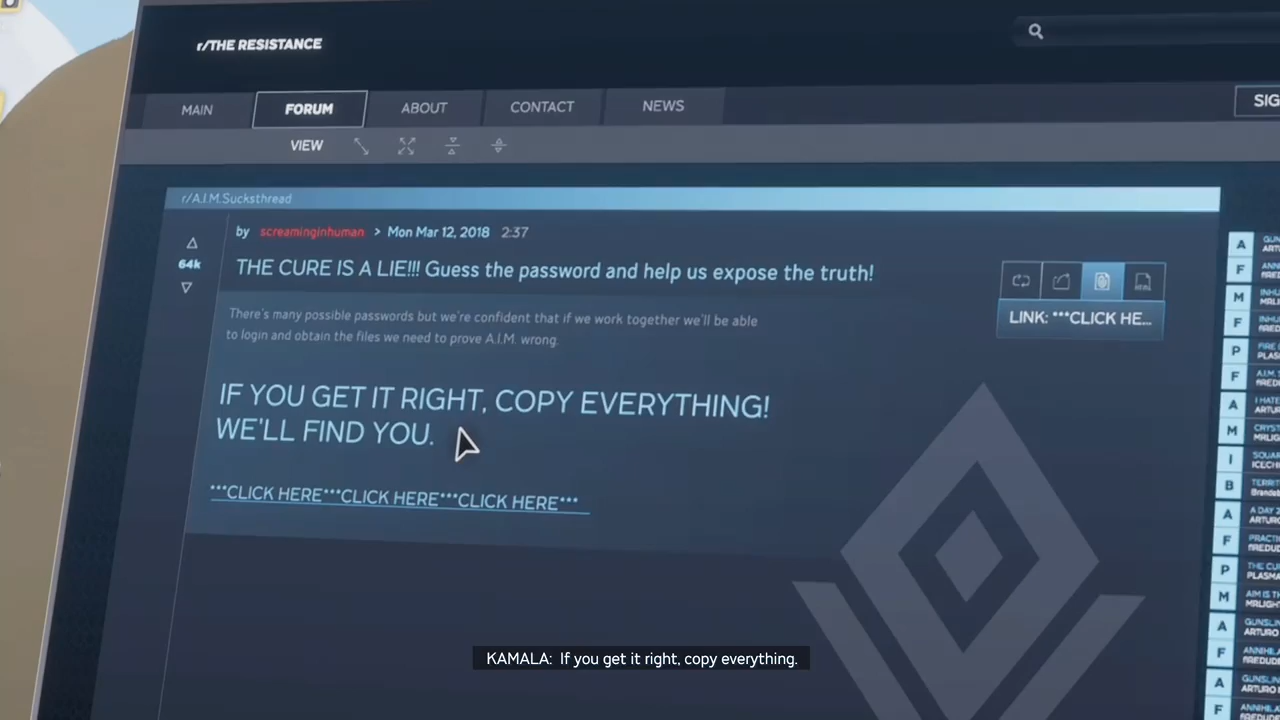 r/THE RESISTANCE
MAIN FORUM ABOUT CONTACT NEWS
VIEW
r/A.I.M.Sucksthread
by screaminginhuman > Mon Mar 12, 2018 2:37
64k
THE CURE IS A LIE!!! Guess the password and help us expose the truth!
There's many possible passwords but we're confident that if we work together we'll be able
to login and obtain the files we need to prove A.I.M. wrong.
LINK: ***CLICK HE...
IF YOU GET IT RIGHT, COPY EVERYTHING!
WE'LL FIND YOU.
***CLICK HERE***CLICK HERE***CLICK HERE***
A
F
M
F
P
F
A
M
I
B
A
F
P
M
A
F
A
F
KAMALA: If you get it right, copy everything.